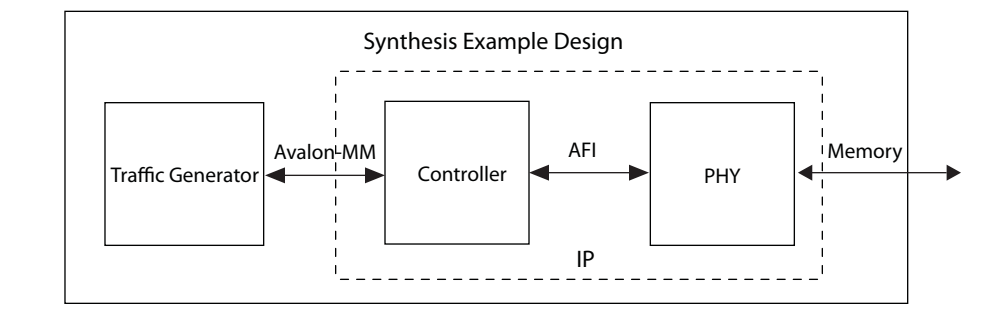 Synthesis Example Design
Traffic Generator
Avalon-MM
Controller
AFI
PHY
Memory
IP